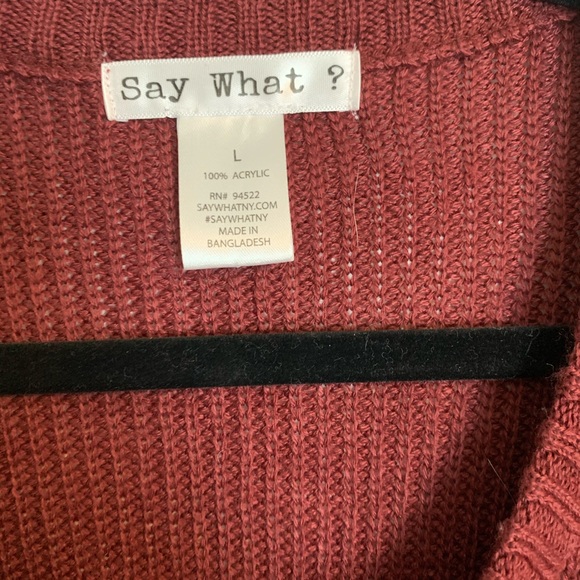 Say What ?
L
100% ACRYLIC
RN# 94522
SAYWHATNY.COM
#SAYWHATNY
MADE IN
BANGLADESH